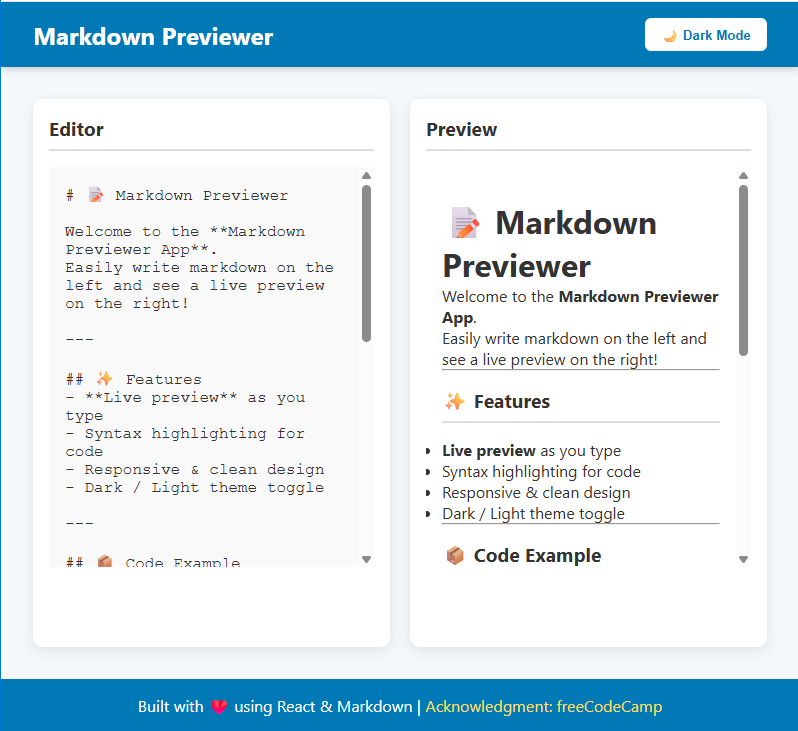 Markdown Previewer
🌙 Dark Mode
Editor
# 📝 Markdown Previewer
Welcome to the **Markdown
Previewer App**.
Easily write markdown on the
left and see a live preview
on the right!
---
## ✨ Features
- **Live preview** as you
type
- Syntax highlighting for
code
- Responsive & clean design
- Dark / Light theme toggle
---
## 📦 Code Example
Preview
📝 Markdown
Previewer
Welcome to the Markdown Previewer
App.
Easily write markdown on the left and
see a live preview on the right!
✨ Features
• Live preview as you type
• Syntax highlighting for code
• Responsive & clean design
• Dark / Light theme toggle
📦 Code Example
Built with ❤️ using React & Markdown | Acknowledgment: freeCodeCamp